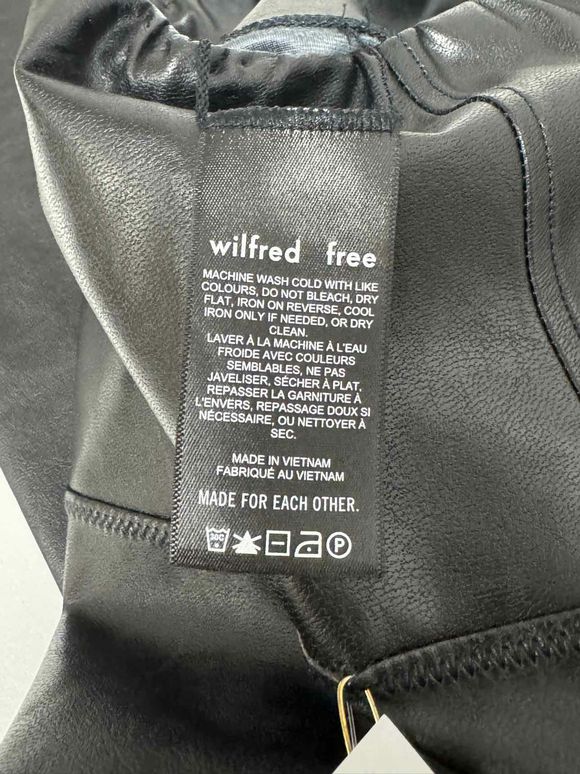 wilfred free
MACHINE WASH COLD WITH LIKE
COLOURS, DO NOT BLEACH, DRY
FLAT, IRON ON REVERSE, COOL
IRON ONLY IF NEEDED, OR DRY
CLEAN.
LAVER À LA MACHINE À L'EAU
FROIDE AVEC COULEURS
SEMBLABLES, NE PAS
JAVELISER, SÉCHER À PLAT,
REPASSER LA GARNITURE À
L'ENVERS, REPASSAGE DOUX SI
NÉCESSAIRE, OU NETTOYER À
SEC.
MADE IN VIETNAM
FABRIQUÉ AU VIETNAM
MADE FOR EACH OTHER.
30C P